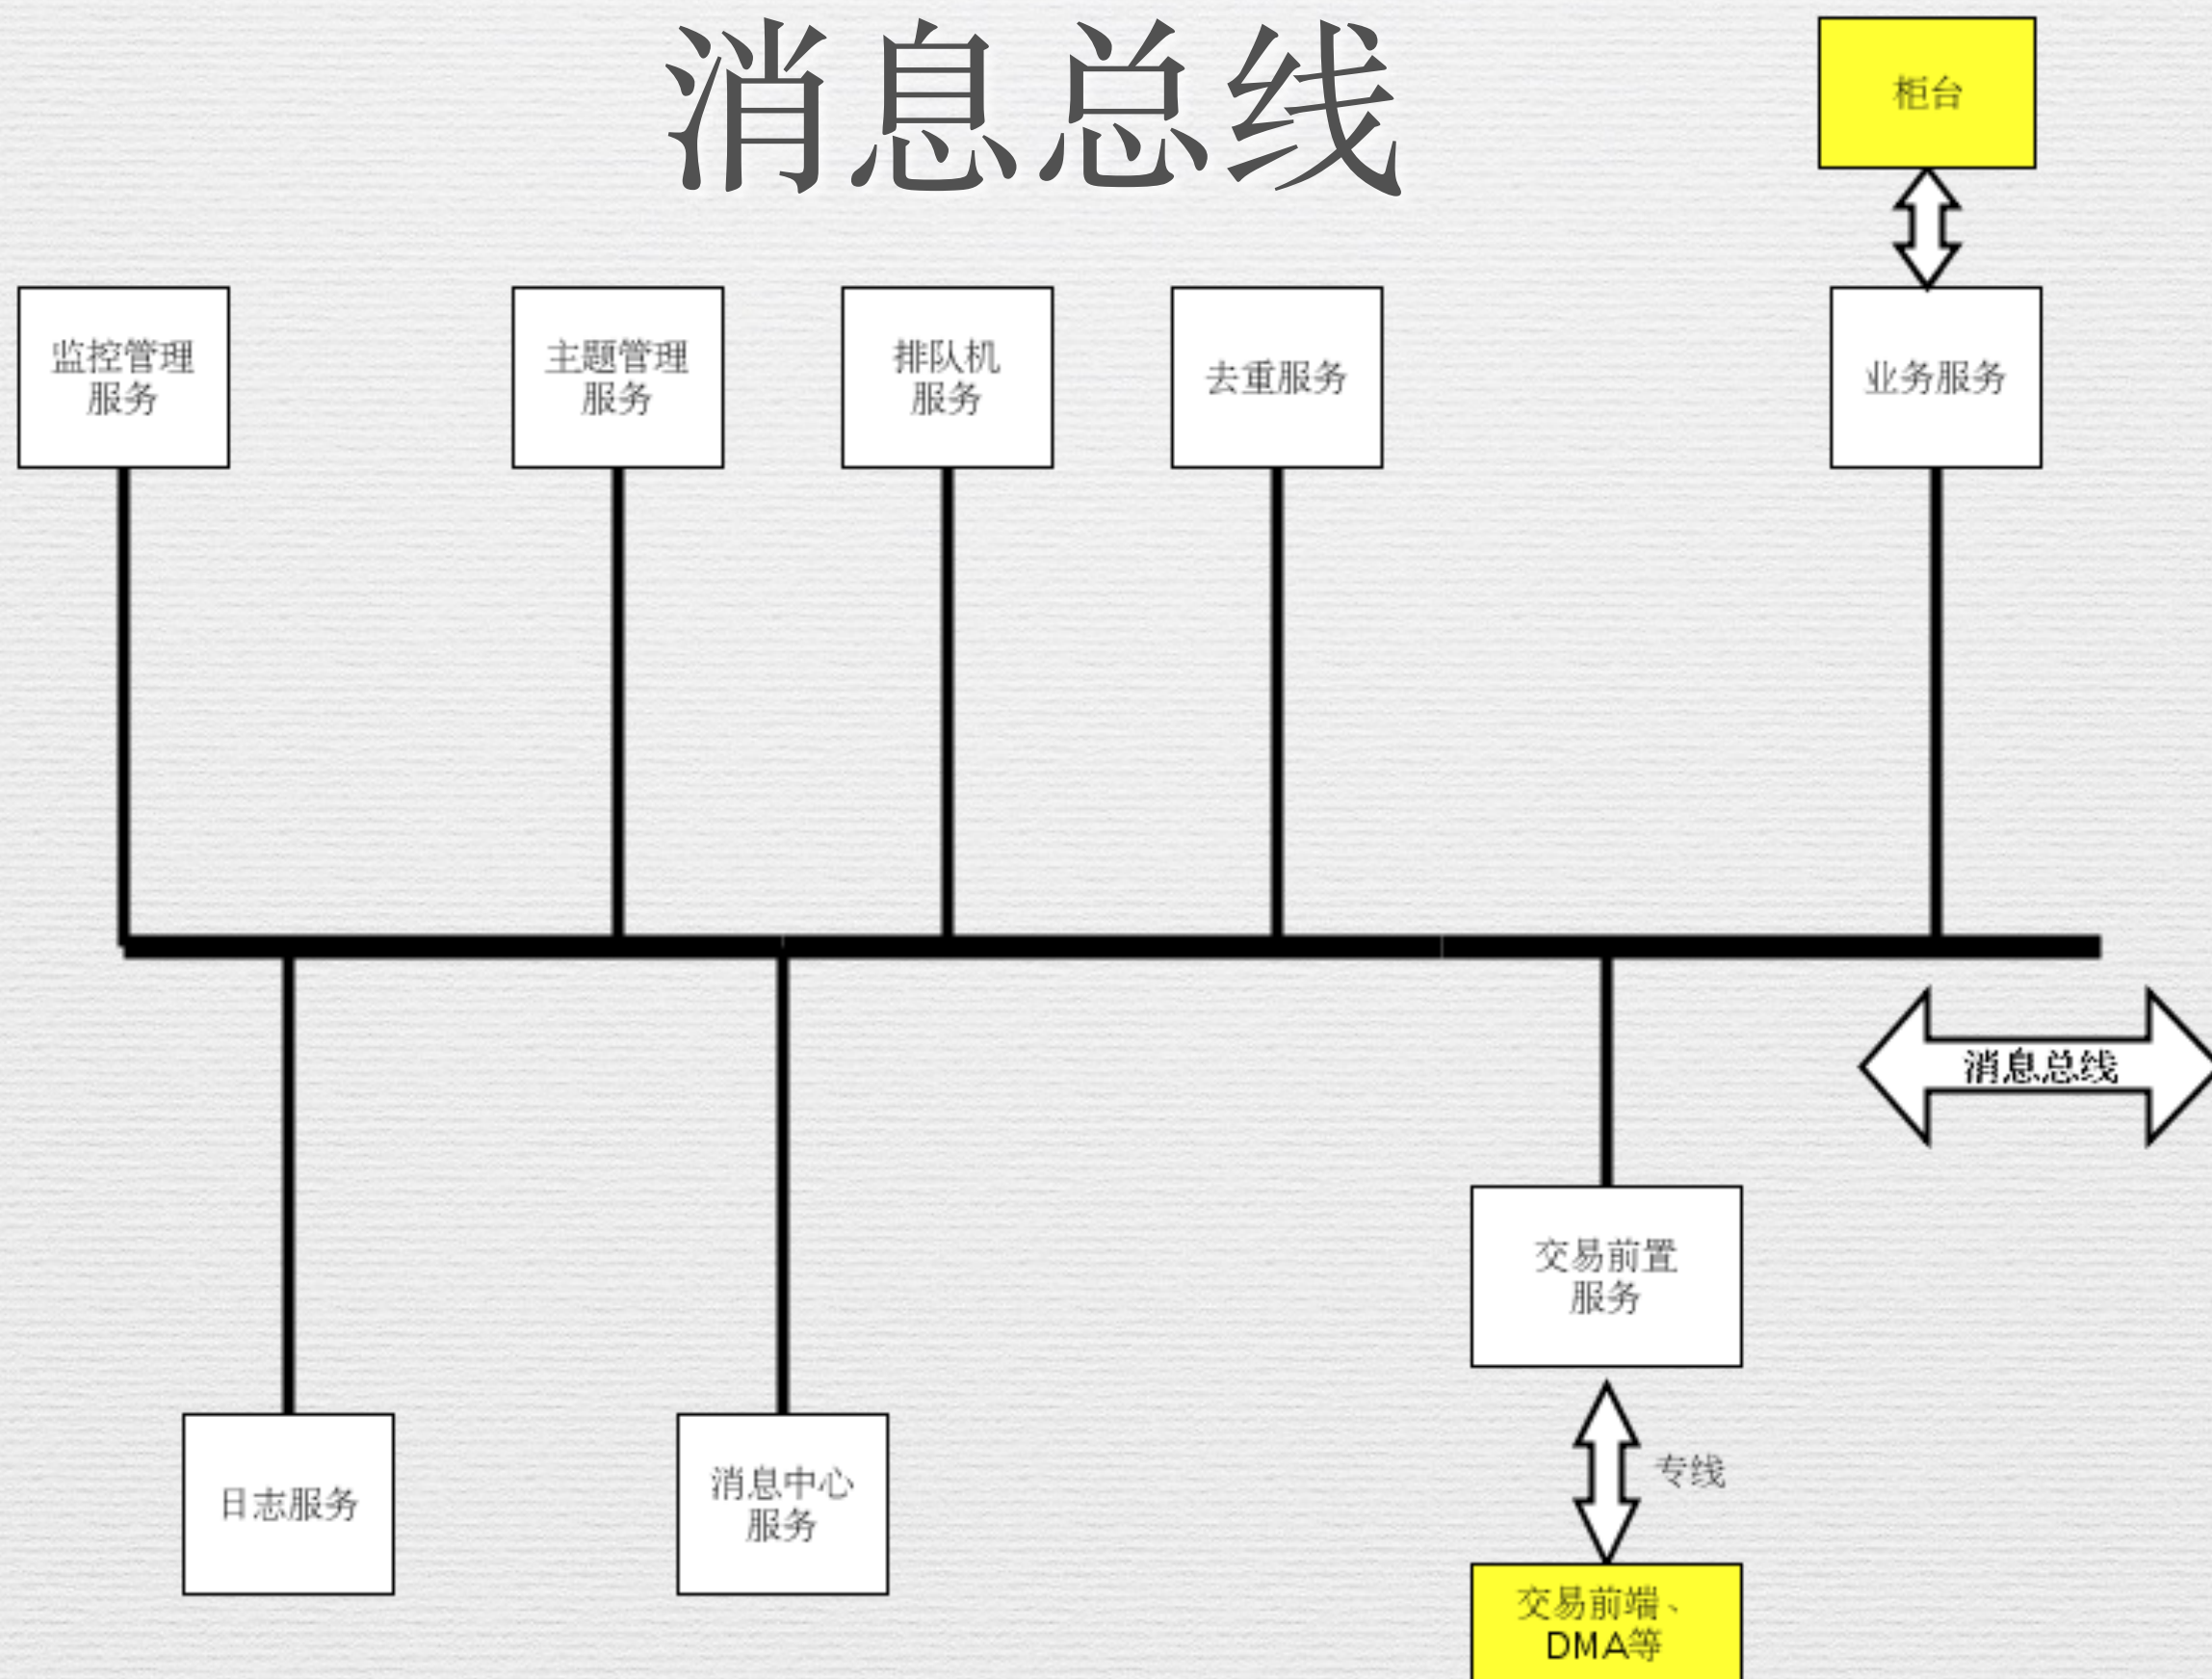 消息总线
柜台
监控管理
服务
主题管理
服务
排队机
服务
去重服务
业务服务
消息总线
交易前置
服务
日志服务
消息中心
服务
专线
交易前端、
DMA等